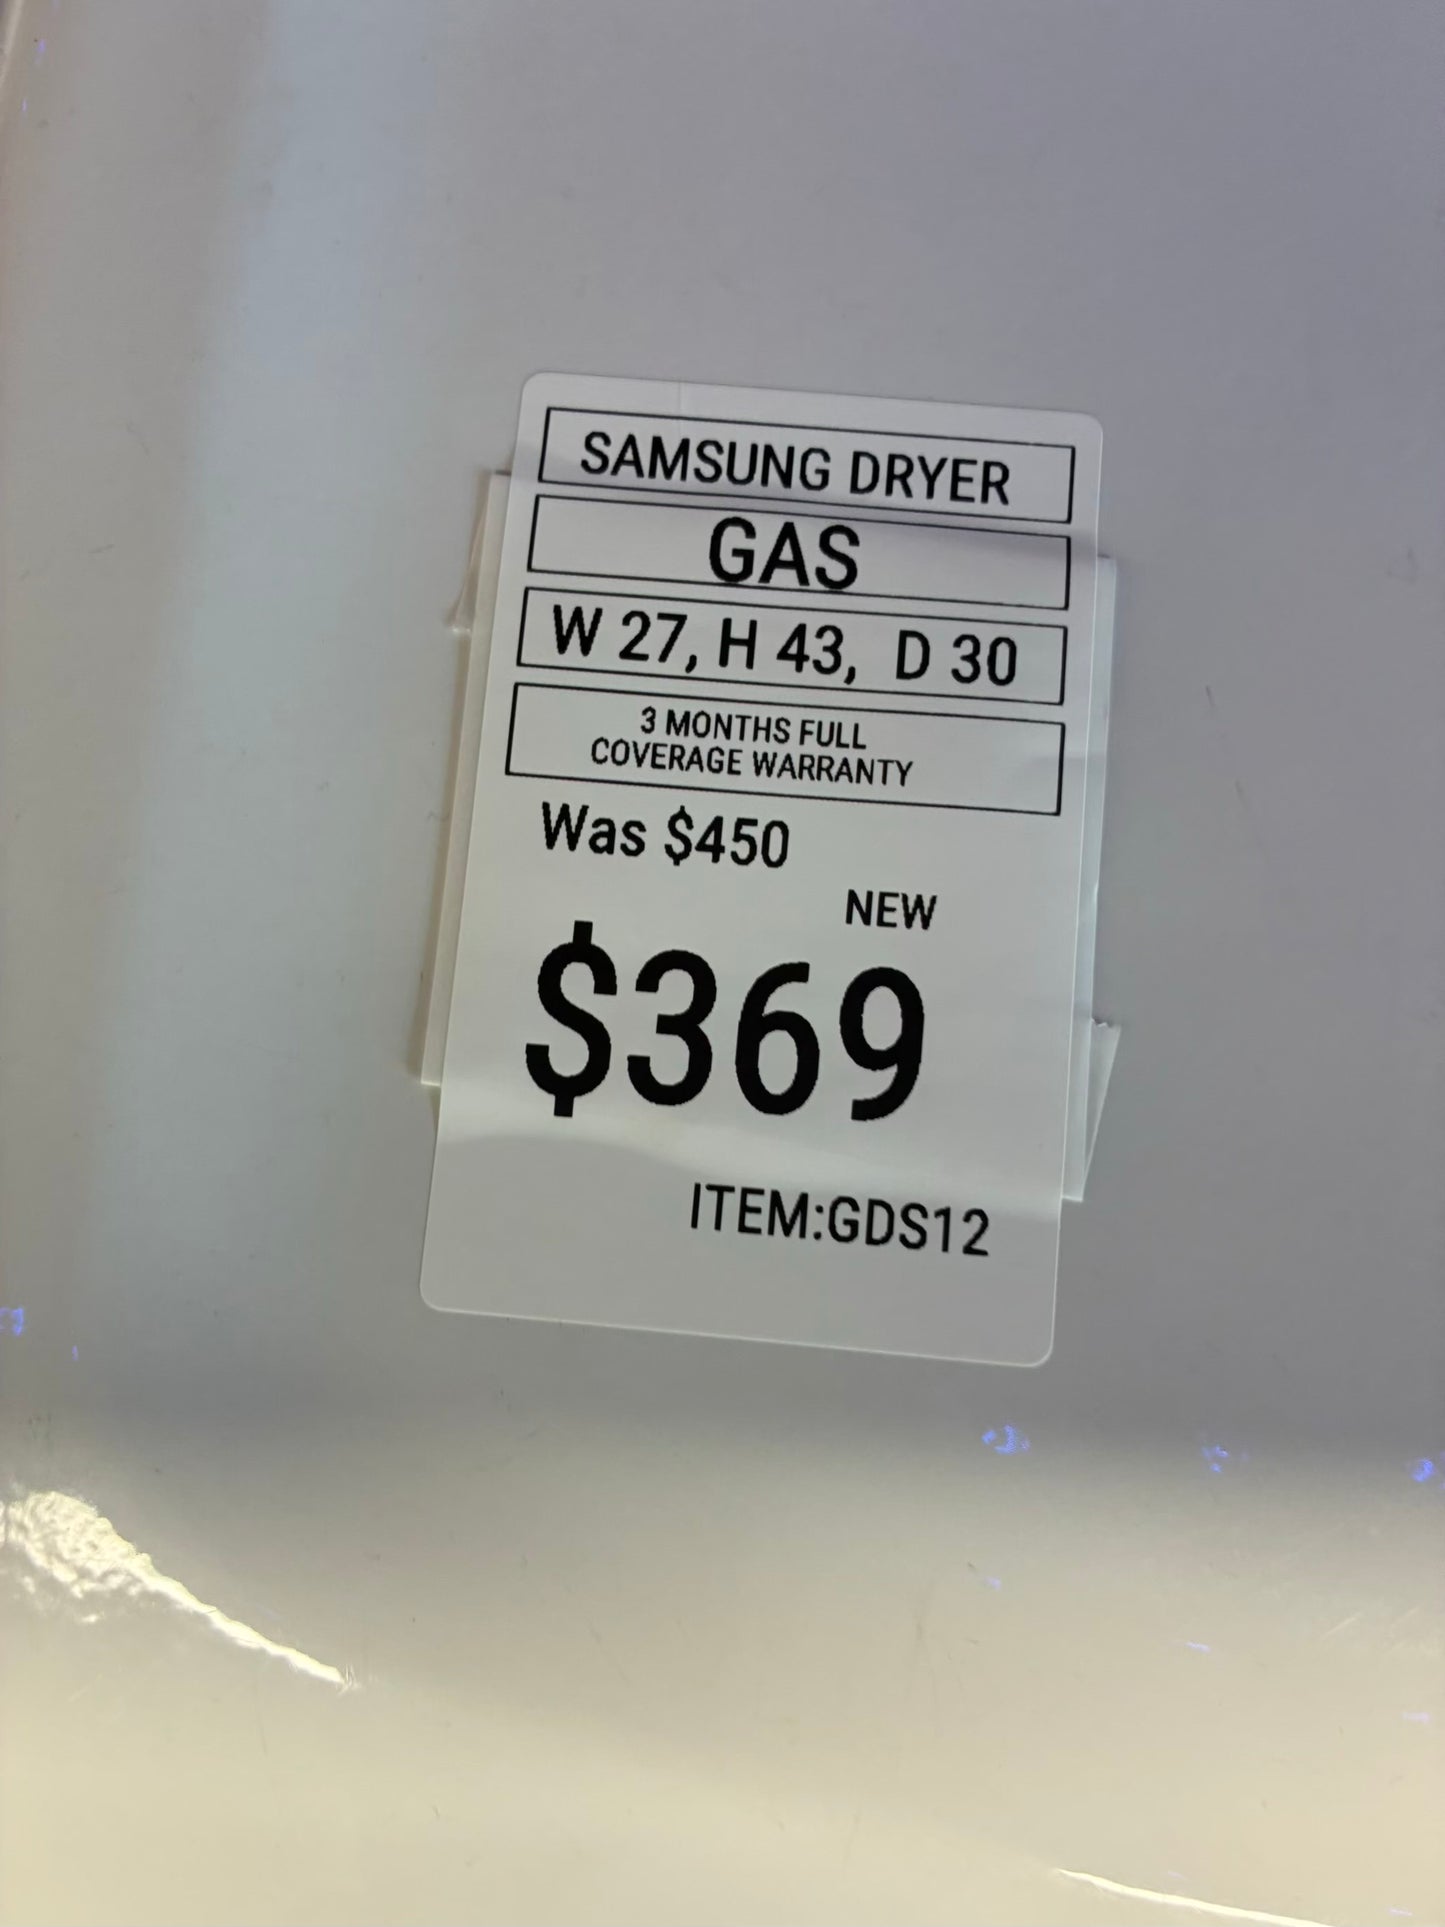 SAMSUNG DRYER
GAS
W 27, H 43, D 30
3 MONTHS FULL
COVERAGE WARRANTY
Was $450
NEW
$369
ITEM:GDS12